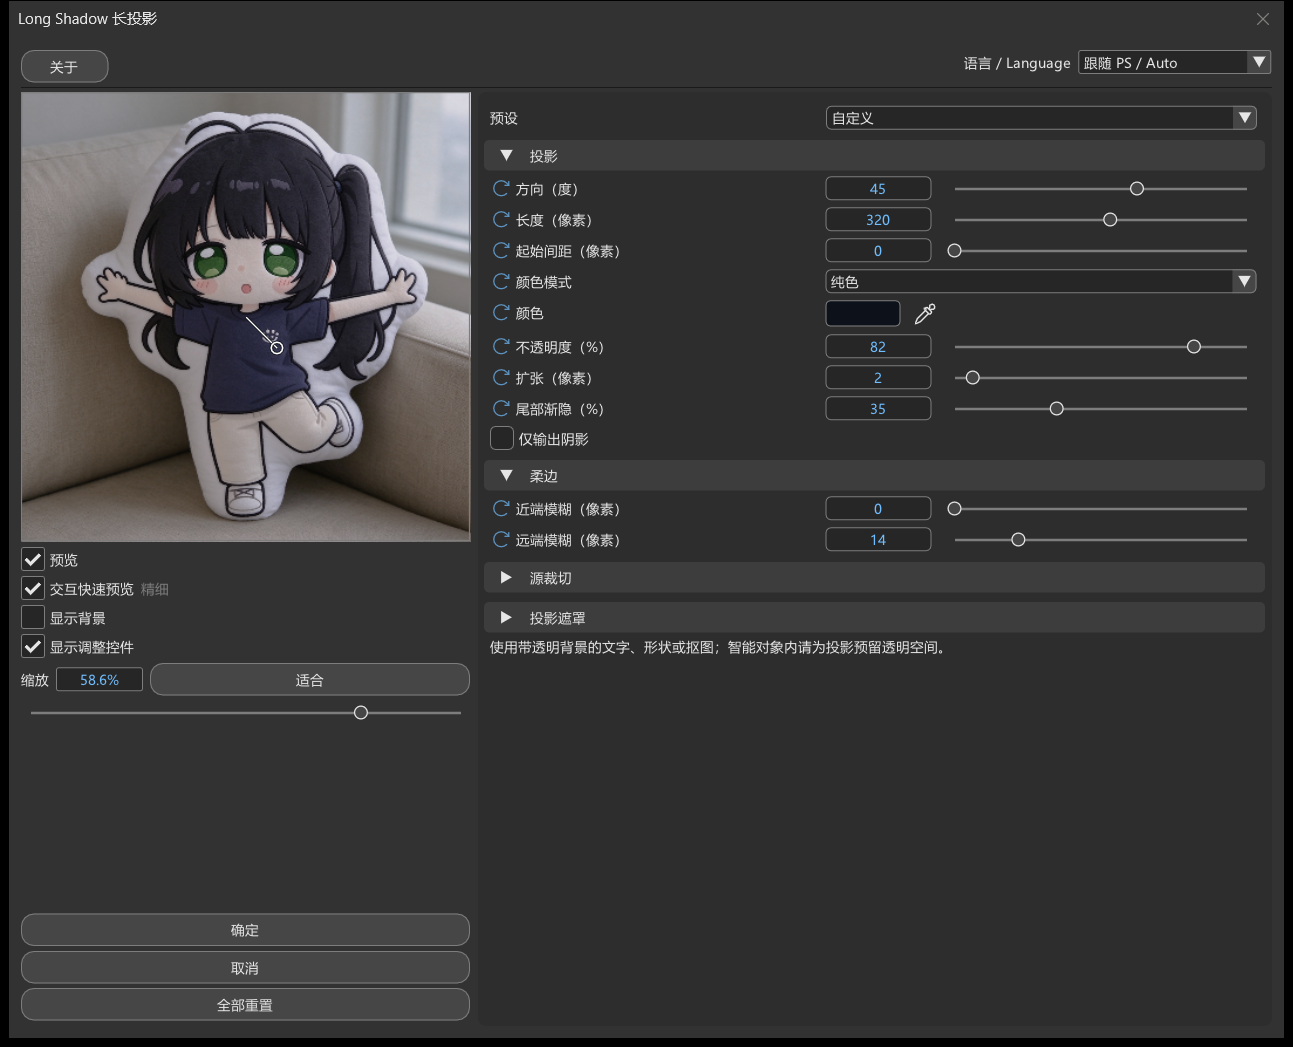 Long Shadow 长投影
关于
语言 / Language 跟随 PS / Auto
预设 自定义
投影
方向（度） 45
长度（像素） 320
起始间距（像素） 0
颜色模式 纯色
颜色
不透明度（%） 82
扩张（像素） 2
尾部渐隐（%） 35
仅输出阴影
柔边
近端模糊（像素） 0
远端模糊（像素） 14
源裁切
投影遮罩
使用带透明背景的文字、形状或抠图；智能对象内请为投影预留透明空间。
预览
交互快速预览 精细
显示背景
显示调整控件
缩放 58.6% 适合
确定
取消
全部重置